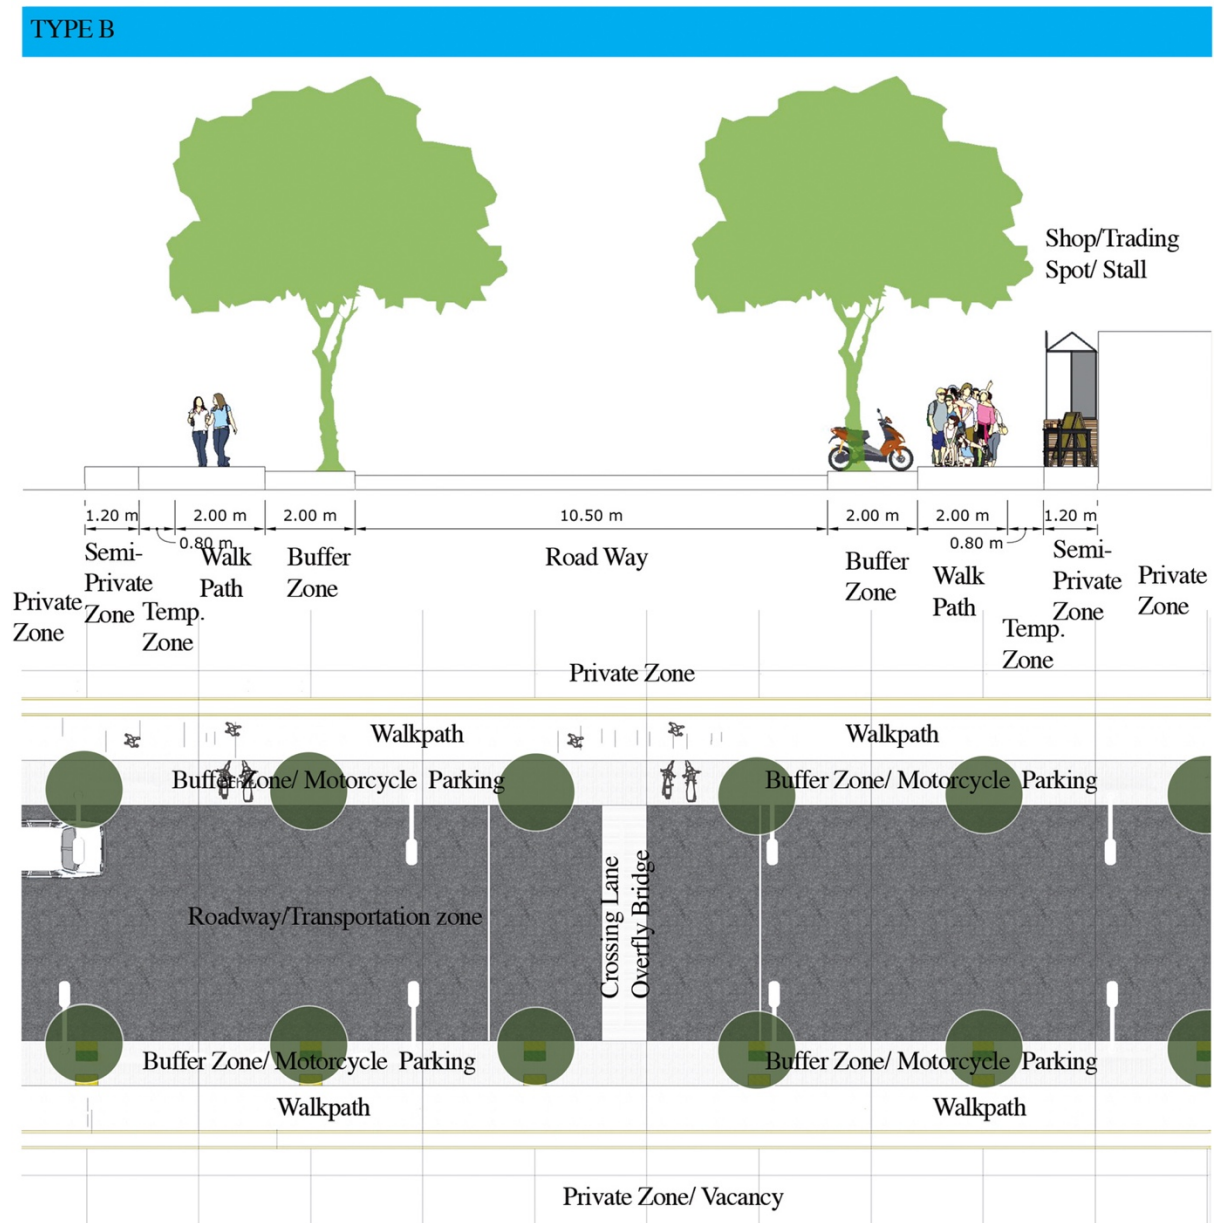 TYPE B
Shop/Trading
Spot/ Stall
1.20 m
0.80 m
2.00 m
2.00 m
10.50 m
2.00 m
2.00 m
0.80 m
1.20 m
Private
Zone
Semi-
Private
Zone
Temp.
Zone
Walk
Path
Buffer
Zone
Road Way
Buffer
Zone
Walk
Path
Temp.
Zone
Semi-
Private
Zone
Private
Zone
Private Zone
Walkpath
Walkpath
Buffer Zone/ Motorcycle Parking
Buffer Zone/ Motorcycle Parking
Roadway/Transportation zone
Crossing Lane
Overfly Bridge
Buffer Zone/ Motorcycle Parking
Buffer Zone/ Motorcycle Parking
Walkpath
Walkpath
Private Zone/ Vacancy